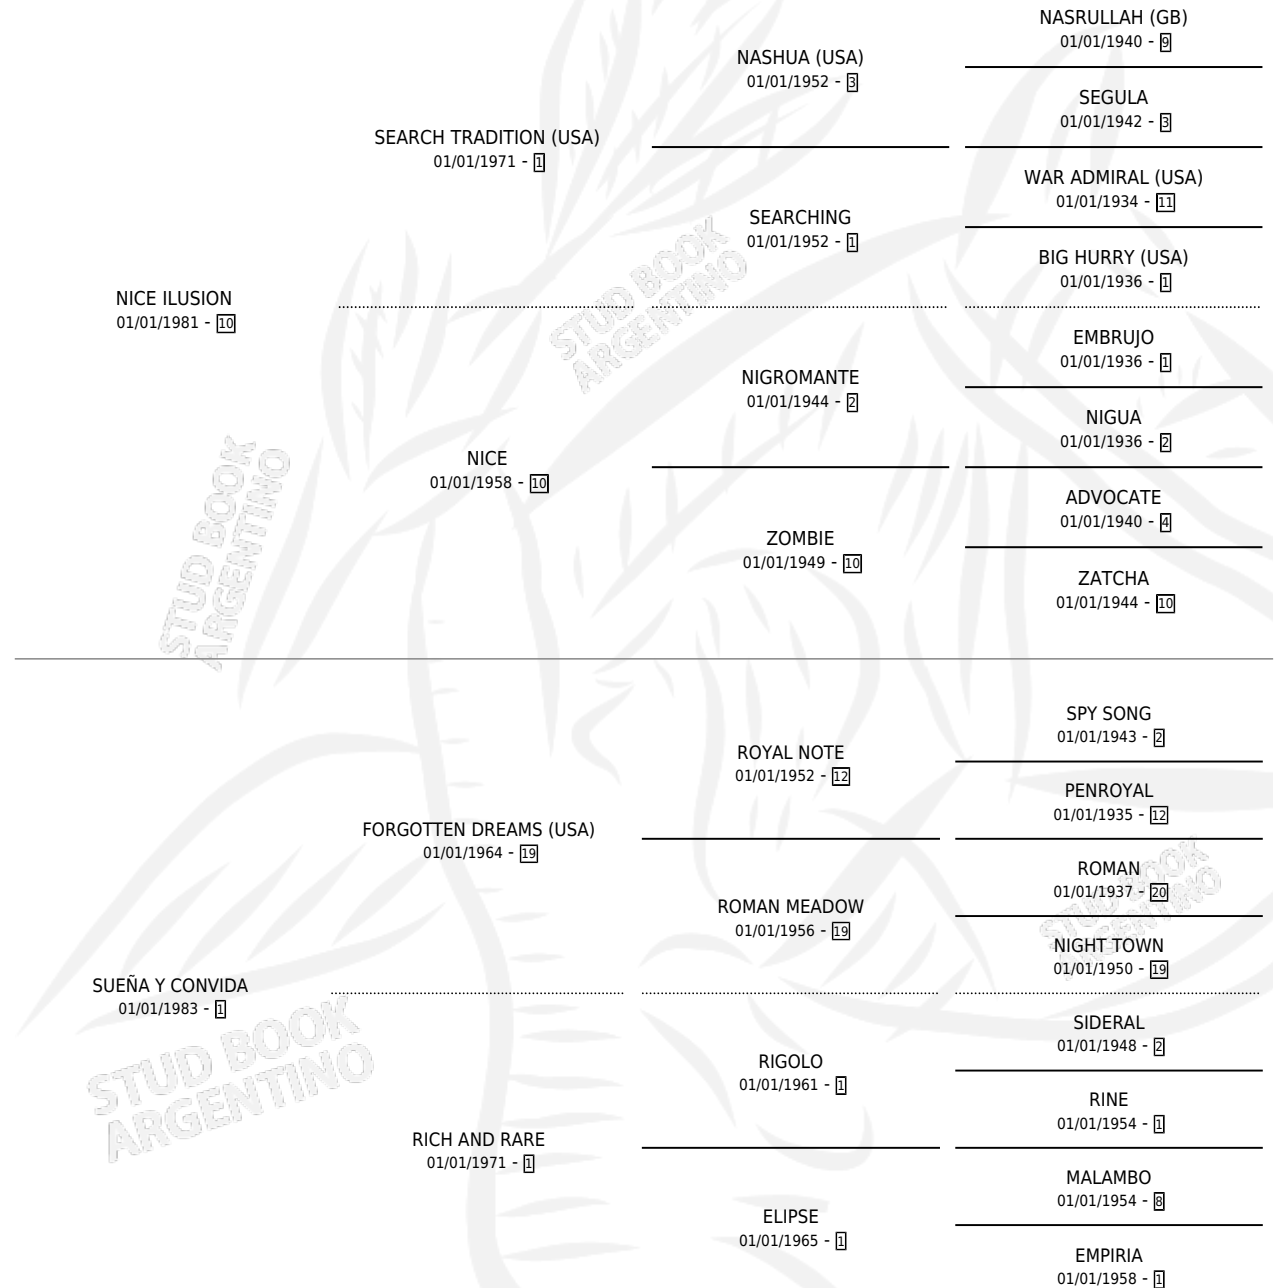 NASRULLAH (GB)
01/01/1940 - 9
NASHUA (USA)
01/01/1952 - 3
SEGULA
01/01/1942 - 3
SEARCH TRADITION (USA)
01/01/1971 - 1
WAR ADMIRAL (USA)
01/01/1934 - 11
SEARCHING
01/01/1952 - 1
BIG HURRY (USA)
01/01/1936 - 1
NICE ILUSION
01/01/1981 - 10
EMBRUJO
01/01/1936 - 1
NIGROMANTE
01/01/1944 - 2
NIGUA
01/01/1936 - 2
NICE
01/01/1958 - 10
ADVOCATE
01/01/1940 - 4
ZOMBIE
01/01/1949 - 10
ZATCHA
01/01/1944 - 10
SPY SONG
01/01/1943 - 2
ROYAL NOTE
01/01/1952 - 12
PENROYAL
01/01/1935 - 12
FORGOTTEN DREAMS (USA)
01/01/1964 - 19
ROMAN
01/01/1937 - 20
ROMAN MEADOW
01/01/1956 - 19
NIGHT TOWN
01/01/1950 - 19
SUEÑA Y CONVIDA
01/01/1983 - 1
SIDERAL
01/01/1948 - 2
RIGOLO
01/01/1961 - 1
RINE
01/01/1954 - 1
RICH AND RARE
01/01/1971 - 1
MALAMBO
01/01/1954 - 8
ELIPSE
01/01/1965 - 1
EMPIRIA
01/01/1958 - 1
STUD BOOK
ARGENTINO
STUD BOOK
ARGENTINO
STUD BOOK
ARGENTINO
STUD BOOK
ARGENTINO